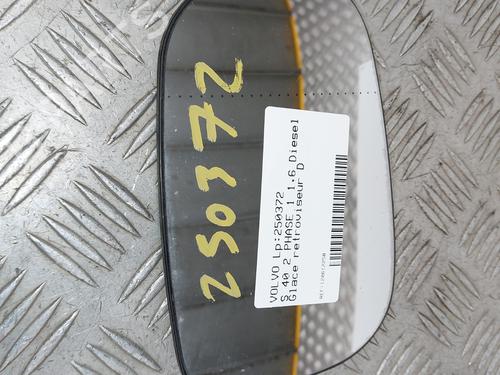 250372
VOLVO Lp:250372
S 40 2 PHASE 1 1.6 Diesel
Glace retroviseur D